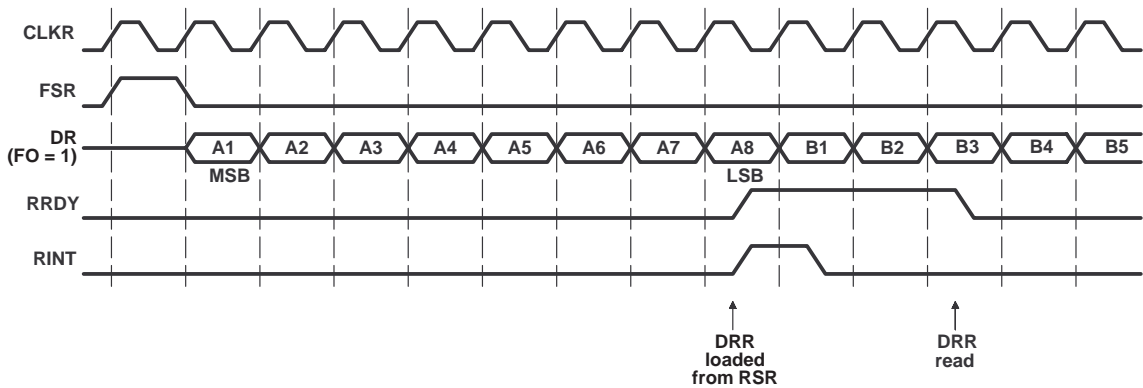 CLKR
FSR
DR
(FO = 1)
A1 A2 A3 A4 A5 A6 A7 A8 B1 B2 B3 B4 B5
MSB LSB
RRDY
RINT
DRR
loaded
from RSR
DRR
read